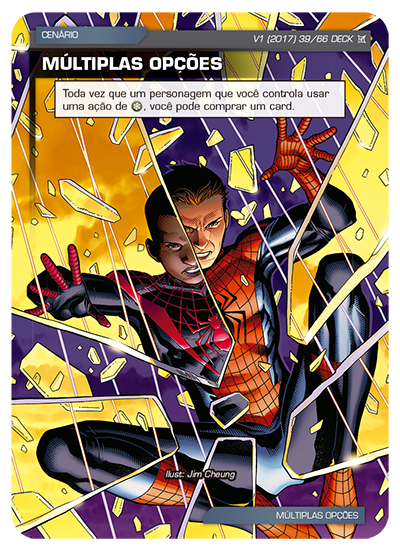 CENÁRIO
V1 (2017) 39/66 DECK
MÚLTIPLAS OPÇÕES
Toda vez que um personagem que você controla usar
uma ação de , você pode comprar um card.
Ilust: Jim Cheung
MÚLTIPLAS OPÇÕES